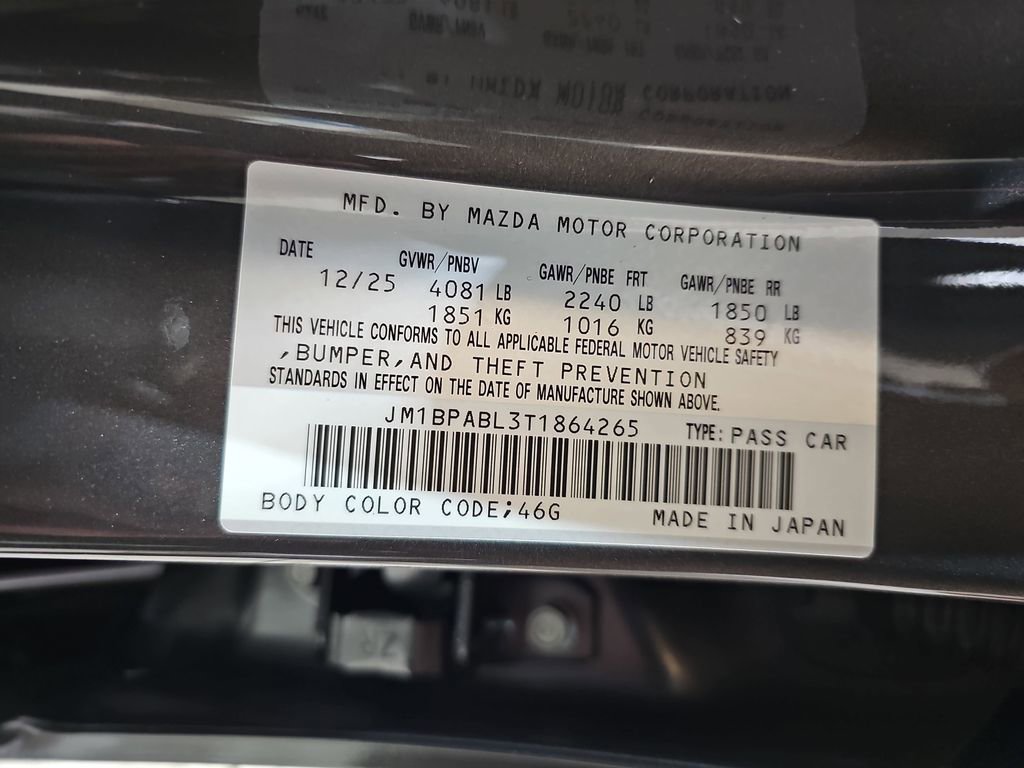 MFD. BY MAZDA MOTOR CORPORATION
DATE GVWR/PNBV GAWR/PNBE FRT GAWR/PNBE RR
12/25 4081 LB 2240 LB 1850 LB
1851 KG 1016 KG 839 KG
THIS VEHICLE CONFORMS TO ALL APPLICABLE FEDERAL MOTOR VEHICLE SAFETY
,BUMPER,AND THEFT PREVENTION
STANDARDS IN EFFECT ON THE DATE OF MANUFACTURE SHOWN ABOVE.
JM1BPABL3T1864265 TYPE: PASS CAR
BODY COLOR CODE;46G MADE IN JAPAN